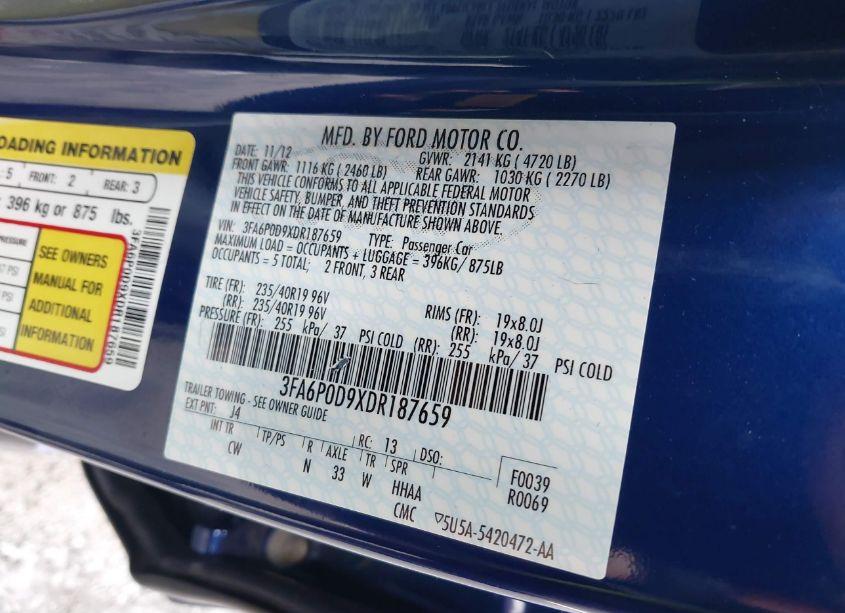 LOADING INFORMATION
5 FRONT: 2 REAR: 3
396 kg or 875 lbs.
PRESSURE
PSI
PSI
SEE OWNERS
MANUAL FOR
ADDITIONAL
INFORMATION
3FA6P0D9XDR187659
MFD. BY FORD MOTOR CO.
DATE: 11/12 GVWR: 2141 KG ( 4720 LB)
FRONT GAWR: 1116 KG ( 2460 LB) REAR GAWR: 1030 KG ( 2270 LB)
THIS VEHICLE CONFORMS TO ALL APPLICABLE FEDERAL MOTOR
VEHICLE SAFETY, BUMPER, AND THEFT PREVENTION STANDARDS
IN EFFECT ON THE DATE OF MANUFACTURE SHOWN ABOVE.
VIN: 3FA6P0D9XDR187659 TYPE: Passenger Car
MAXIMUM LOAD = OCCUPANTS + LUGGAGE = 396KG/ 875LB
OCCUPANTS = 5 TOTAL; 2 FRONT, 3 REAR
TIRE (FR): 235/40R19 96V RIMS (FR): 19x8.0J
(RR): 235/40R19 96V (RR): 19x8.0J
PRESSURE (FR): 255 kPa/ 37 PSI COLD (RR): 255 kPa/ 37 PSI COLD
3FA6P0D9XDR187659
TRAILER TOWING - SEE OWNER GUIDE
EXT PNT: J4 RC: 13 DSO:
INT TR TP/PS R AXLE TR SPR F0039
CW N 33 W HHAA R0069
CMC ▽5U5A-5420472-AA